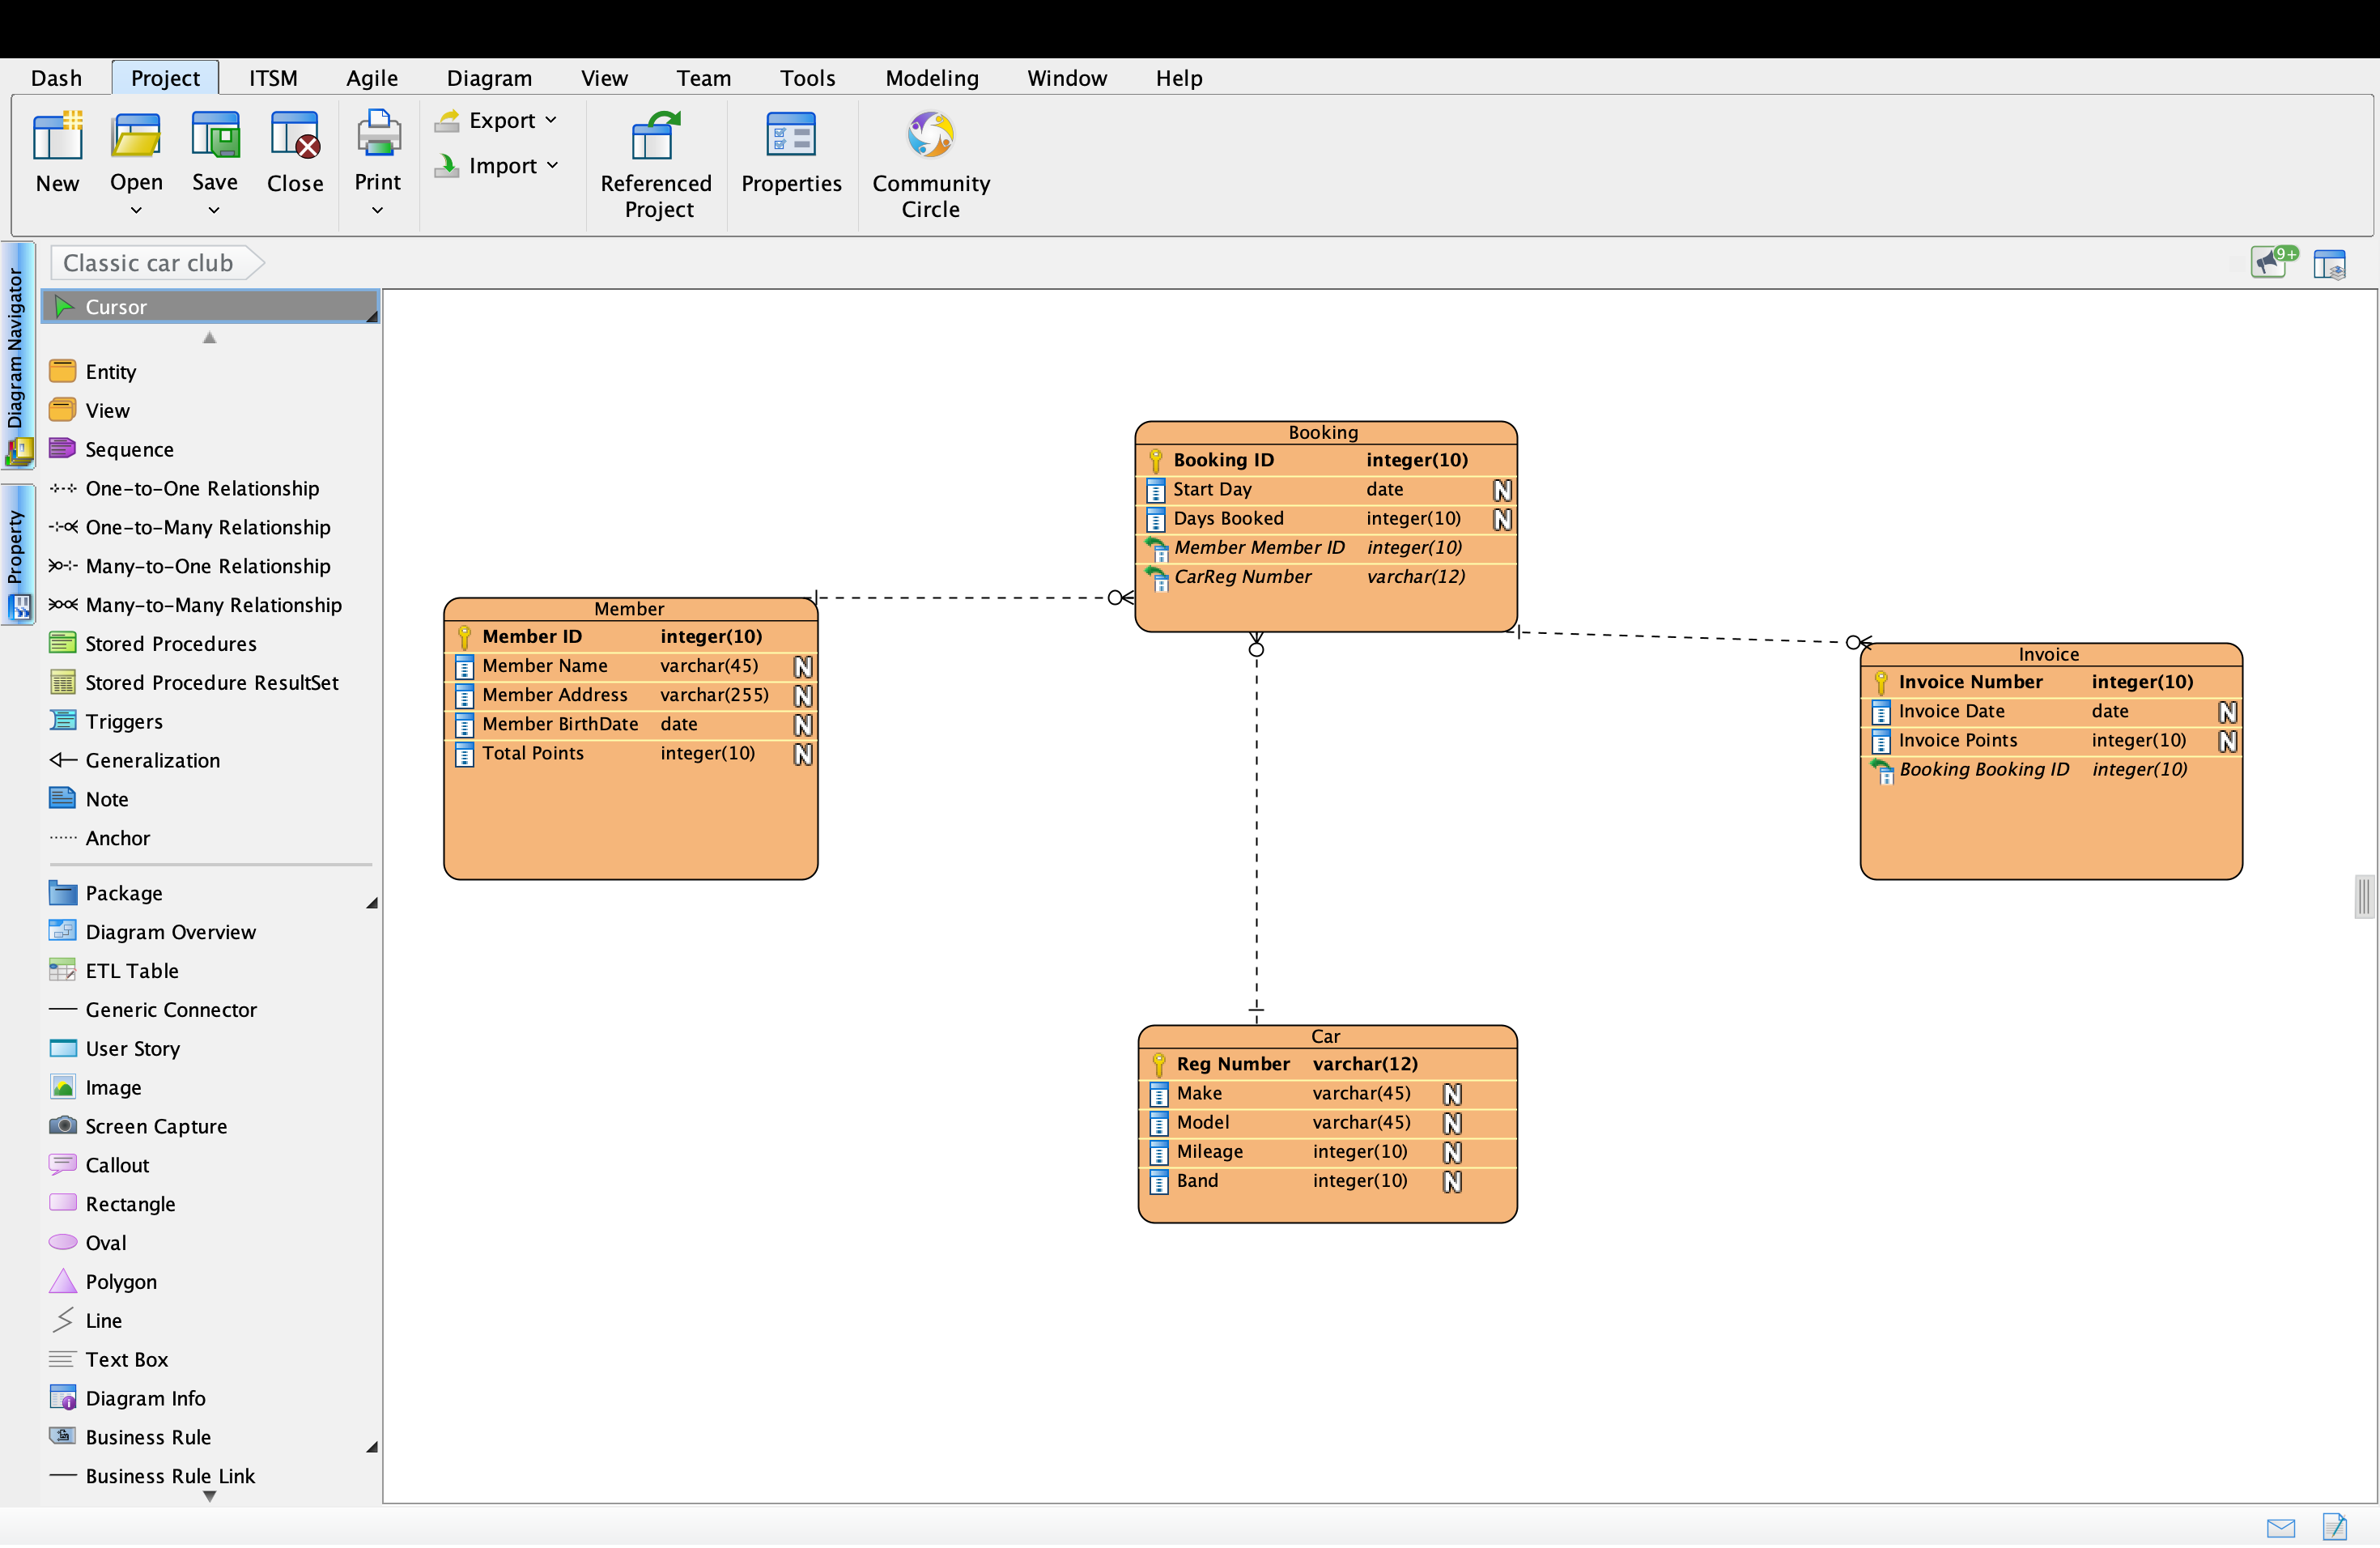 Dash Project ITSM Agile Diagram View Team Tools Modeling Window Help
New Open Save Close Print Export Import Referenced Project Properties Community Circle
Classic car club
9+
Diagram Navigator
Property
Cursor
Entity
View
Sequence
One-to-One Relationship
One-to-Many Relationship
Many-to-One Relationship
Many-to-Many Relationship
Stored Procedures
Stored Procedure ResultSet
Triggers
Generalization
Note
Anchor
Package
Diagram Overview
ETL Table
Generic Connector
User Story
Image
Screen Capture
Callout
Rectangle
Oval
Polygon
Line
Text Box
Diagram Info
Business Rule
Business Rule Link
Booking
Booking ID integer(10)
Start Day date N
Days Booked integer(10) N
Member Member ID integer(10)
CarReg Number varchar(12)
Member
Member ID integer(10)
Member Name varchar(45) N
Member Address varchar(255) N
Member BirthDate date N
Total Points integer(10) N
Invoice
Invoice Number integer(10)
Invoice Date date N
Invoice Points integer(10) N
Booking Booking ID integer(10)
Car
Reg Number varchar(12)
Make varchar(45) N
Model varchar(45) N
Mileage integer(10) N
Band integer(10) N